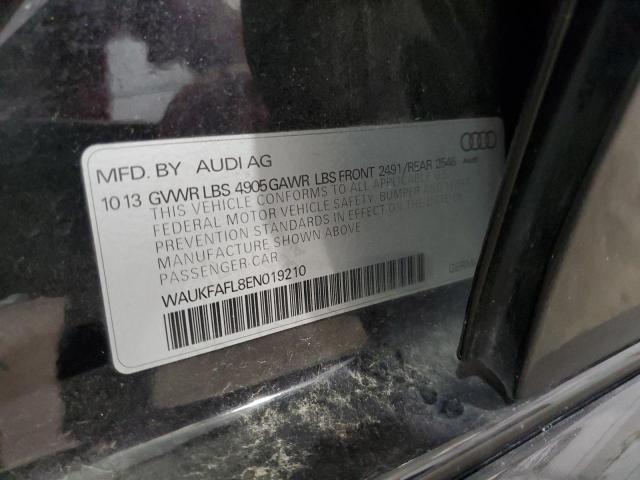 MFD. BY AUDI AG
10 13 GVWR LBS 4905 GAWR LBS FRONT 2491/REAR 2546
Audi
THIS VEHICLE CONFORMS TO ALL APPLICABLE
FEDERAL MOTOR VEHICLE SAFETY, BUMPER AND THEFT
PREVENTION STANDARDS IN EFFECT ON THE DATE OF
MANUFACTURE SHOWN ABOVE
PASSENGER-CAR
WAUKFAFL8EN019210